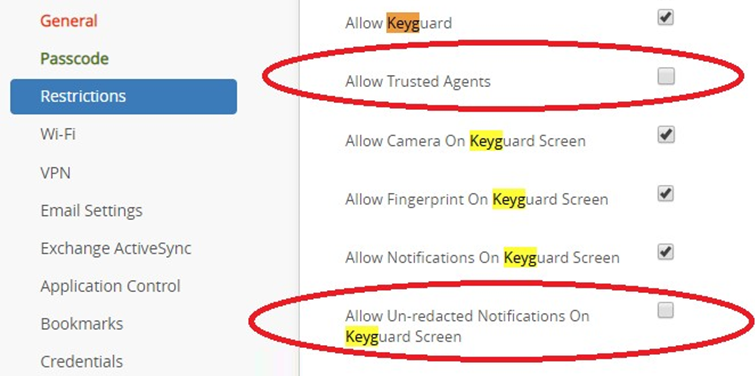 General
Passcode
Restrictions
Wi-Fi
VPN
Email Settings
Exchange ActiveSync
Application Control
Bookmarks
Credentials
Allow Keyguard
Allow Trusted Agents
Allow Camera On Keyguard Screen
Allow Fingerprint On Keyguard Screen
Allow Notifications On Keyguard Screen
Allow Un-redacted Notifications On
Keyguard Screen